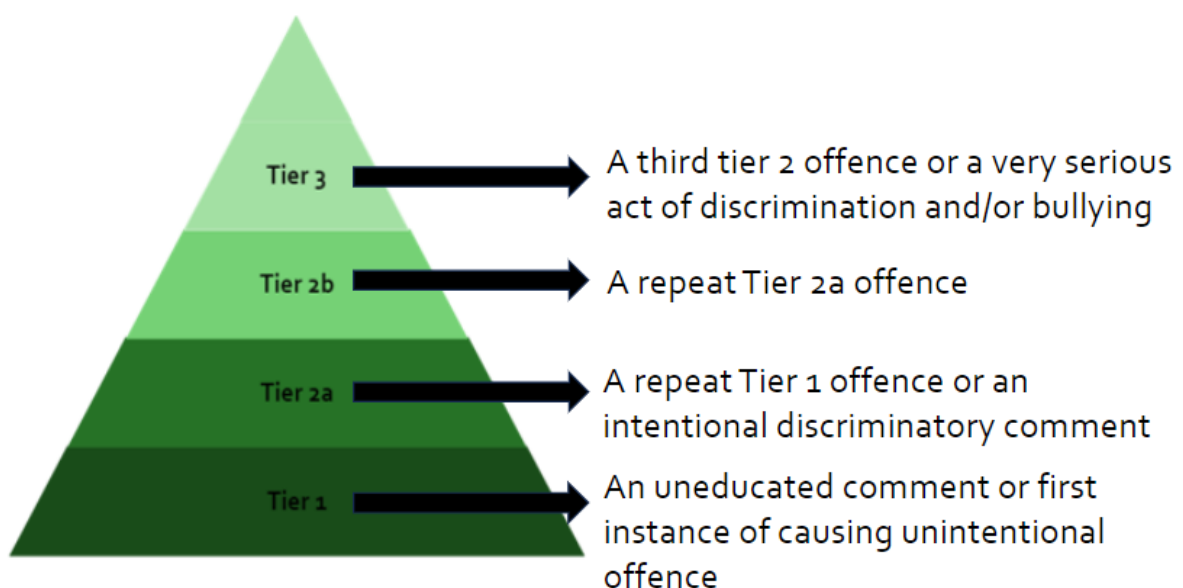 Tier 3
A third tier 2 offence or a very serious
act of discrimination and/or bullying
Tier 2b
A repeat Tier 2a offence
Tier 2a
A repeat Tier 1 offence or an
intentional discriminatory comment
Tier 1
An uneducated comment or first
instance of causing unintentional
offence